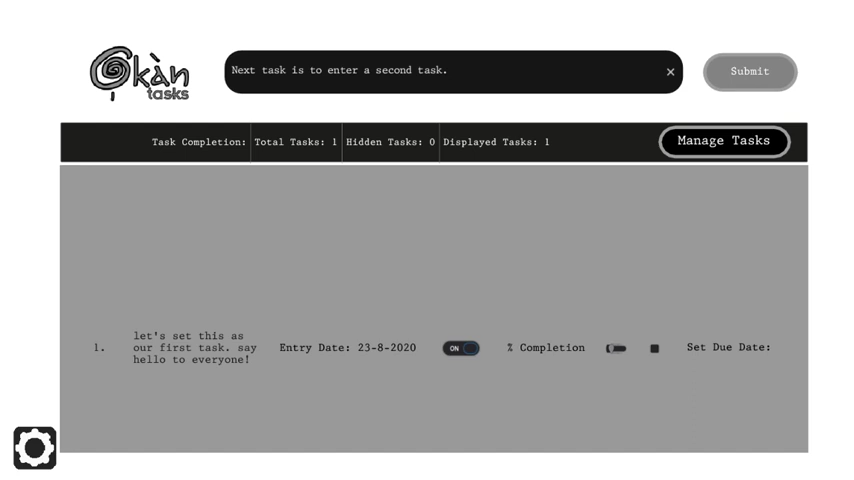 Okàn
tasks
Next task is to enter a second task.
×
Submit
Task Completion: Total Tasks: 1 Hidden Tasks: 0 Displayed Tasks: 1
Manage Tasks
1.
let's set this as
our first task. say
hello to everyone!
Entry Date: 23-8-2020
ON
% Completion
Set Due Date: